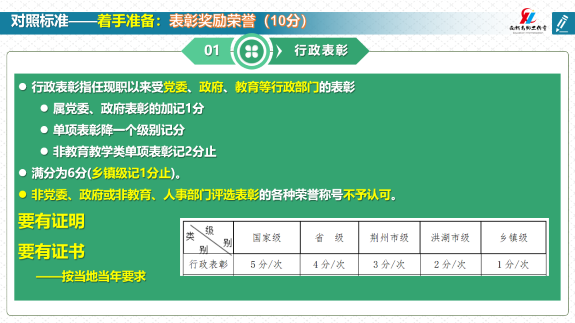 对照标准——着手准备：表彰奖励荣誉（10分）
01 行政表彰
行政表彰指任现职以来受党委、政府、教育等行政部门的表彰
属党委、政府表彰的加记1分
单项表彰降一个级别记分
非教育教学类单项表彰记2分止
满分为6分(乡镇级记1分止)。
非党委、政府或非教育、人事部门评选表彰的各种荣誉称号不予认可。
要有证明
要有证书
——按当地当年要求
类别 级别 国家级 省 级 荆州市级 洪湖市级 乡镇级
行政表彰 5分/次 4分/次 3分/次 2分/次 1分/次